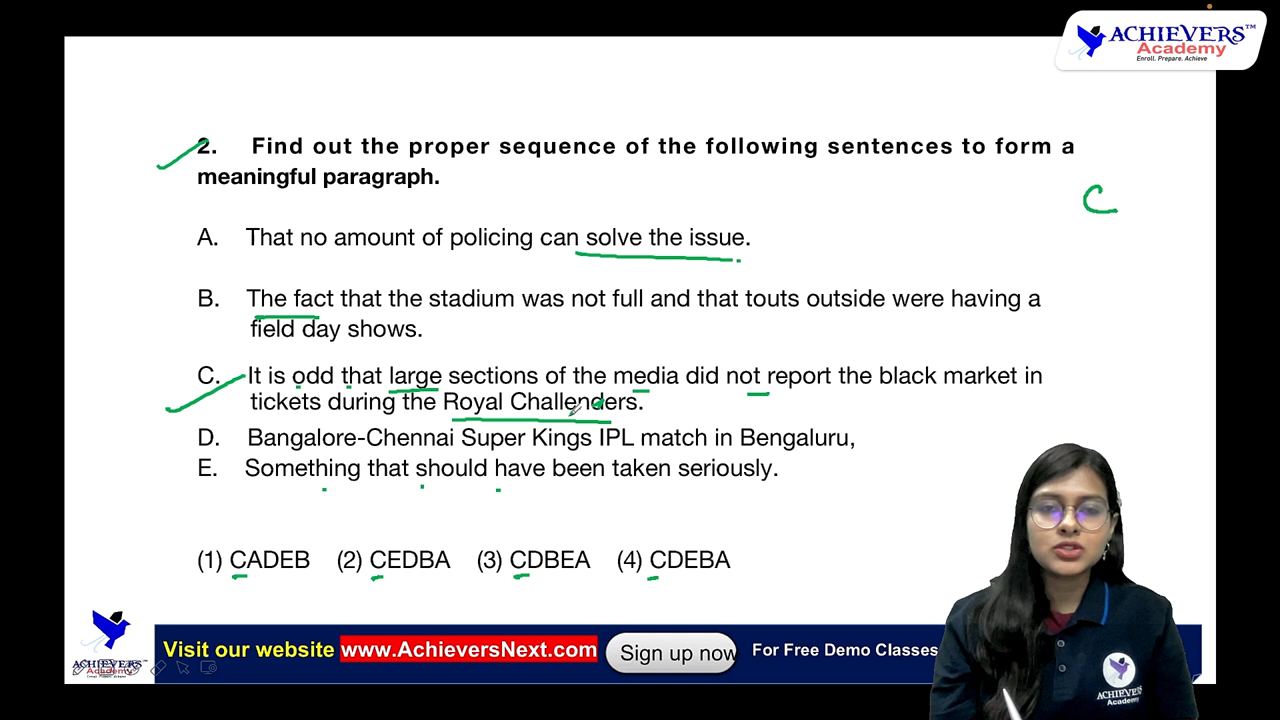 ACHIEVERS™
Academy
Enroll. Prepare. Achieve
2. Find out the proper sequence of the following sentences to form a
meaningful paragraph.
C
A. That no amount of policing can solve the issue.
B. The fact that the stadium was not full and that touts outside were having a
field day shows.
C. It is odd that large sections of the media did not report the black market in
tickets during the Royal Challenders.
D. Bangalore-Chennai Super Kings IPL match in Bengaluru,
E. Something that should have been taken seriously.
(1) CADEB (2) CEDBA (3) CDBEA (4) CDEBA
ACHIEVERS
Academy
Visit our website www.AchieversNext.com Sign up now For Free Demo Classes
ACHIEVERS
Academy